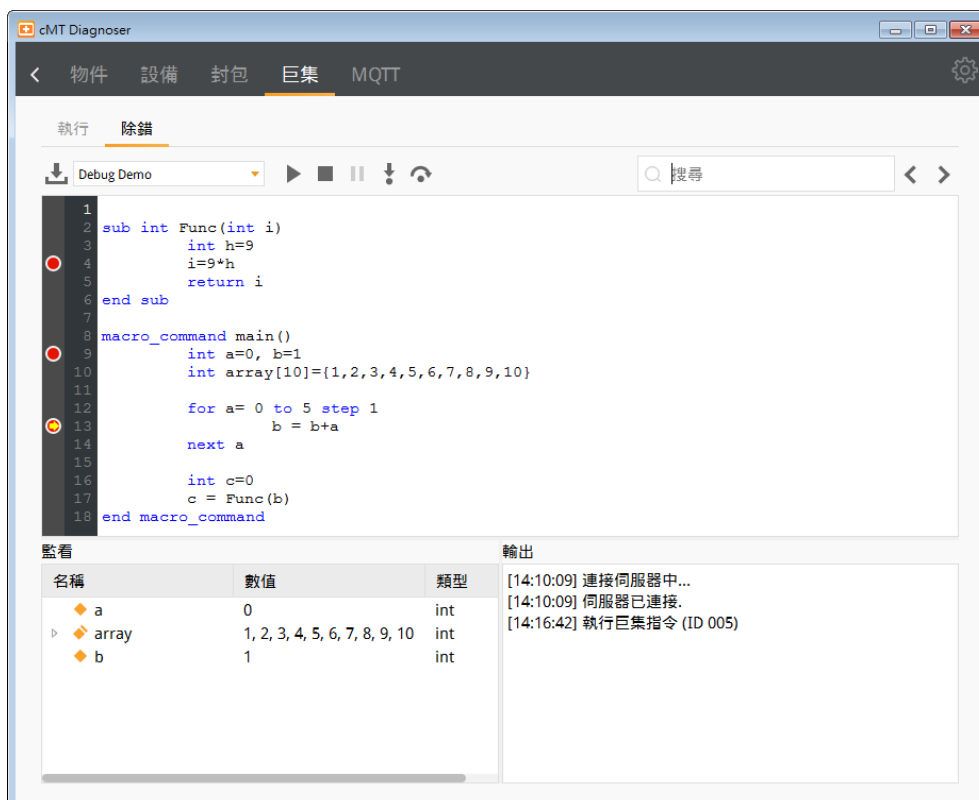 cMT Diagnoser
物件 設備 封包 巨集 MQTT
執行 除錯
Debug Demo
搜尋
1
2 sub int Func(int i)
3 int h=9
4 i=9*h
5 return i
6 end sub
7
8 macro_command main()
9 int a=0, b=1
10 int array[10]={1,2,3,4,5,6,7,8,9,10}
11
12 for a= 0 to 5 step 1
13 b = b+a
14 next a
15
16 int c=0
17 c = Func(b)
18 end macro_command
監看
名稱 數值 類型
a 0 int
array 1, 2, 3, 4, 5, 6, 7, 8, 9, 10 int
b 1 int
輸出
[14:10:09] 連接伺服器中...
[14:10:09] 伺服器已連接.
[14:16:42] 執行巨集指令 (ID 005)